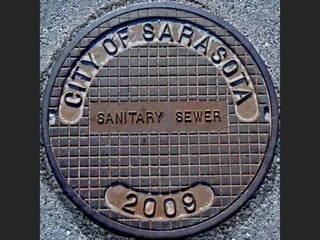 CITY OF SARASOTA
SANITARY SEWER
2009